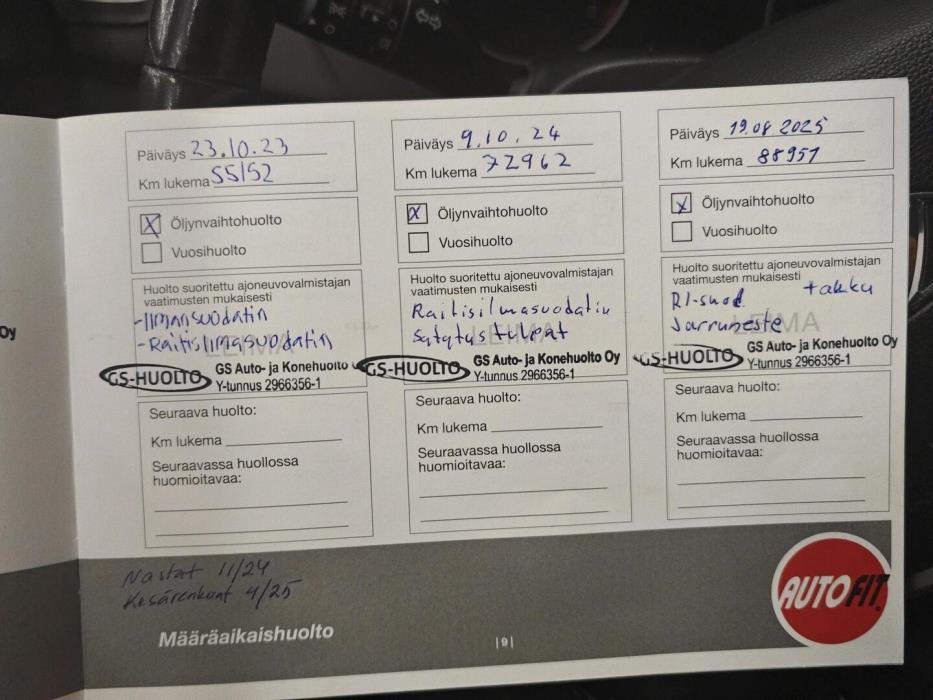 Oy
Päiväys 23.10.23
Km lukema 55152
X Öljynvaihtohuolto
Vuosihuolto
Huolto suoritettu ajoneuvovalmistajan
vaatimusten mukaisesti
LEIMA
-Ilmansuodatin
-Raitisilmasuodatin
GS-HUOLTO GS Auto- ja Konehuolto
Y-tunnus 2966356-1
Seuraava huolto:
Km lukema
Seuraavassa huollossa
huomioitavaa:
Päiväys 9.10.24
Km lukema 72962
X Öljynvaihtohuolto
Vuosihuolto
Huolto suoritettu ajoneuvovalmistajan
vaatimusten mukaisesti
LEIMA
Raitisilmasuodatin
Sytytystulpat
GS-HUOLTO GS Auto- ja Konehuolto Oy
Y-tunnus 2966356-1
Seuraava huolto:
Km lukema
Seuraavassa huollossa
huomioitavaa:
Päiväys 19.08.2025
Km lukema 88951
X Öljynvaihtohuolto
Vuosihuolto
Huolto suoritettu ajoneuvovalmistajan
vaatimusten mukaisesti
LEIMA
RI-suod. + akku
Jarruneste
GS-HUOLTO GS Auto- ja Konehuolto Oy
Y-tunnus 2966356-1
Seuraava huolto:
Km lukema
Seuraavassa huollossa
huomioitavaa:
Nastat 11/24
Kesärenkaat 4/25
Määräaikaishuolto
|9|
AUTOFIT